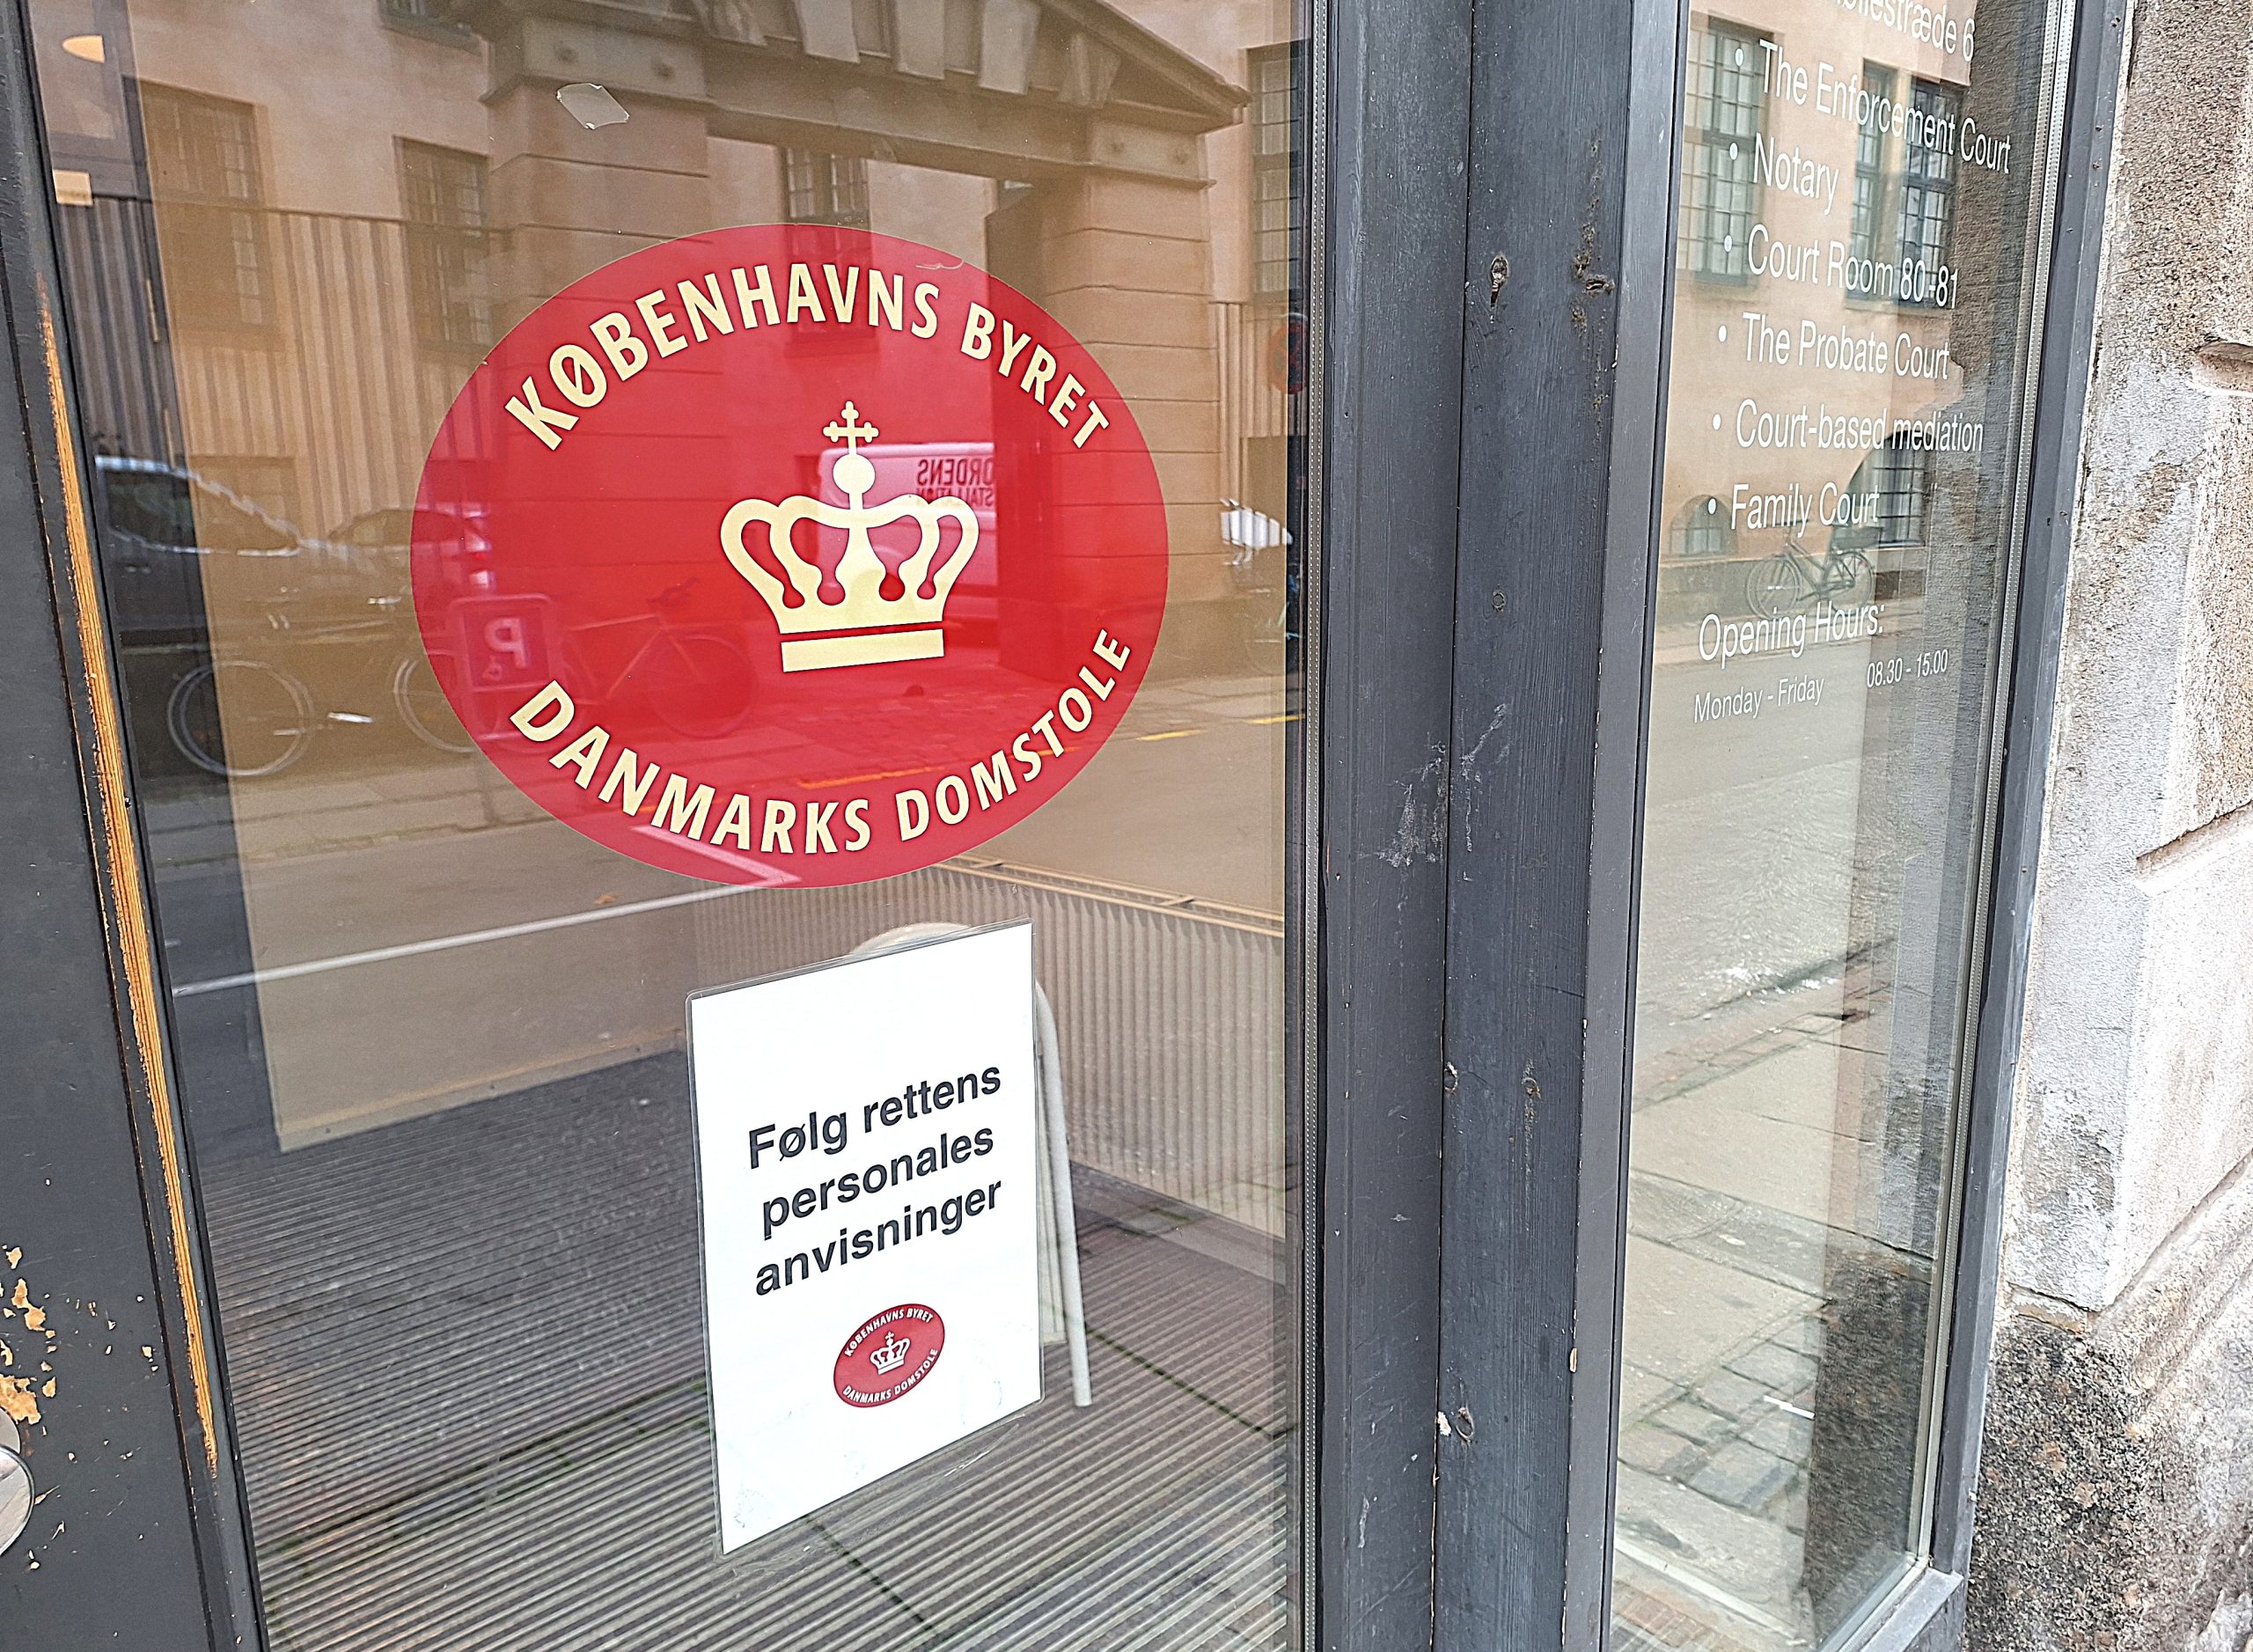 KØBENHAVNS BYRET
DANMARKS DOMSTOLE
Følg rettens
personales
anvisninger
KØBENHAVNS BYRET
DANMARKS DOMSTOLE
6
• The Enforcement Court
• Notary
• Court Room 80-81
• The Probate Court
• Court-based mediation
• Family Court
Opening Hours:
Monday - Friday 08.30 - 15.00
P